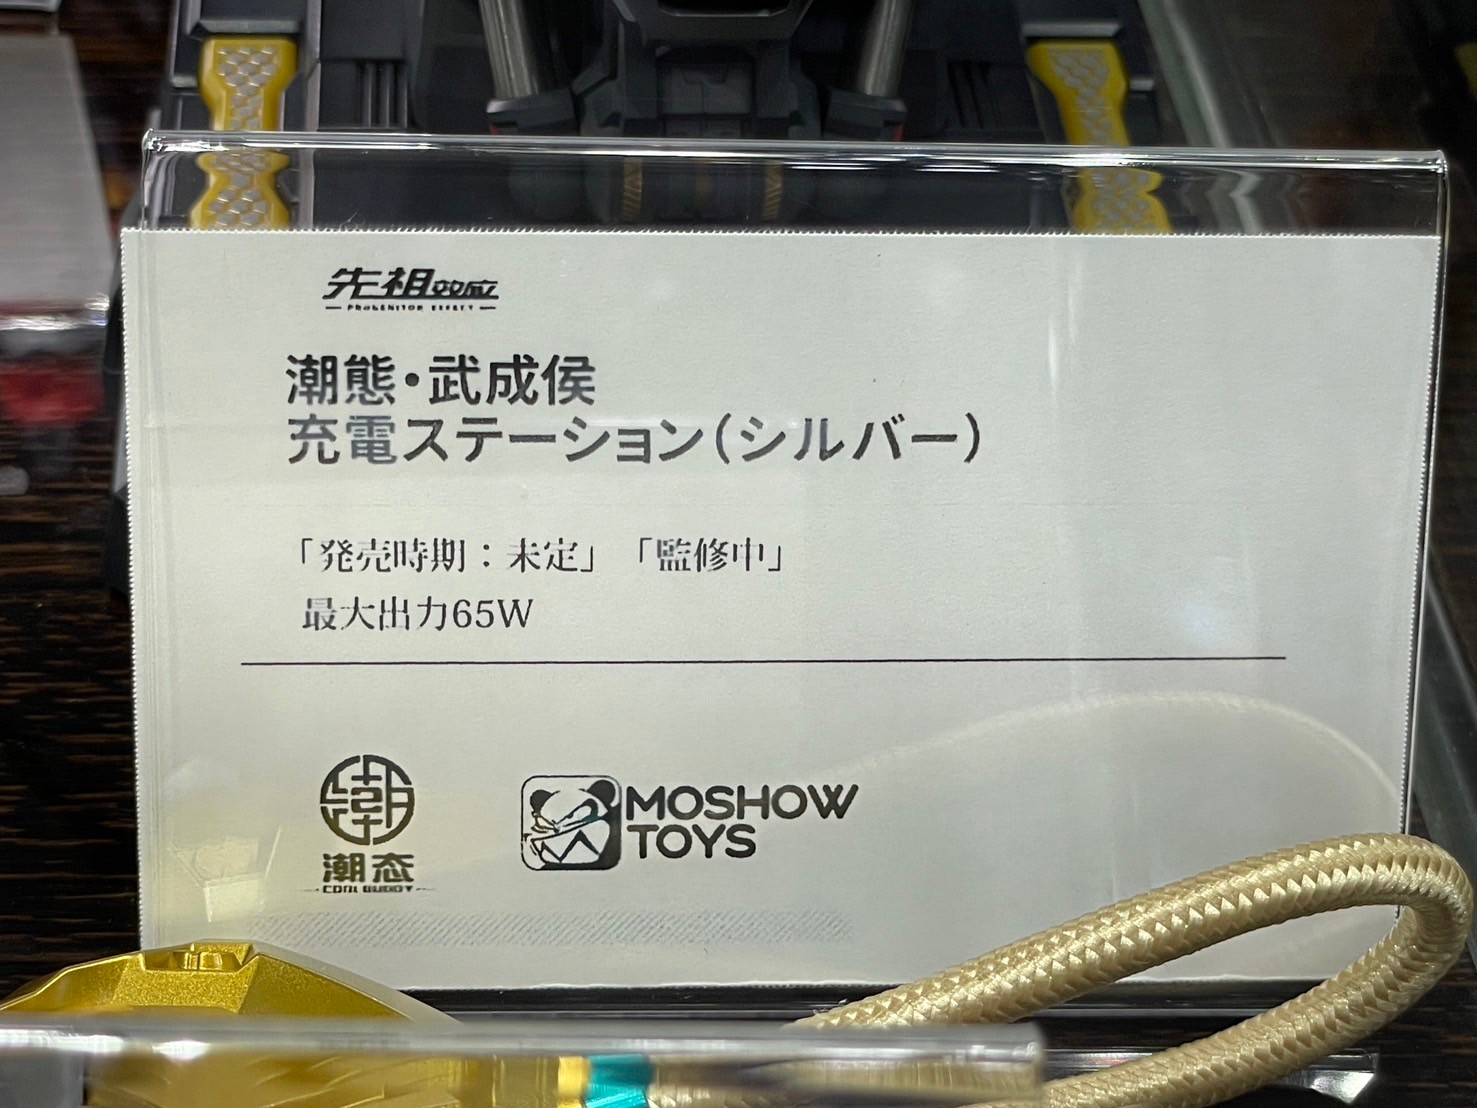 先祖效应
PROGENITOR EFFECT
潮態・武成侯
充電ステーション（シルバー）
「発売時期：未定」「監修中」
最大出力65W
潮态
COOL BUDDY
MOSHOW
TOYS